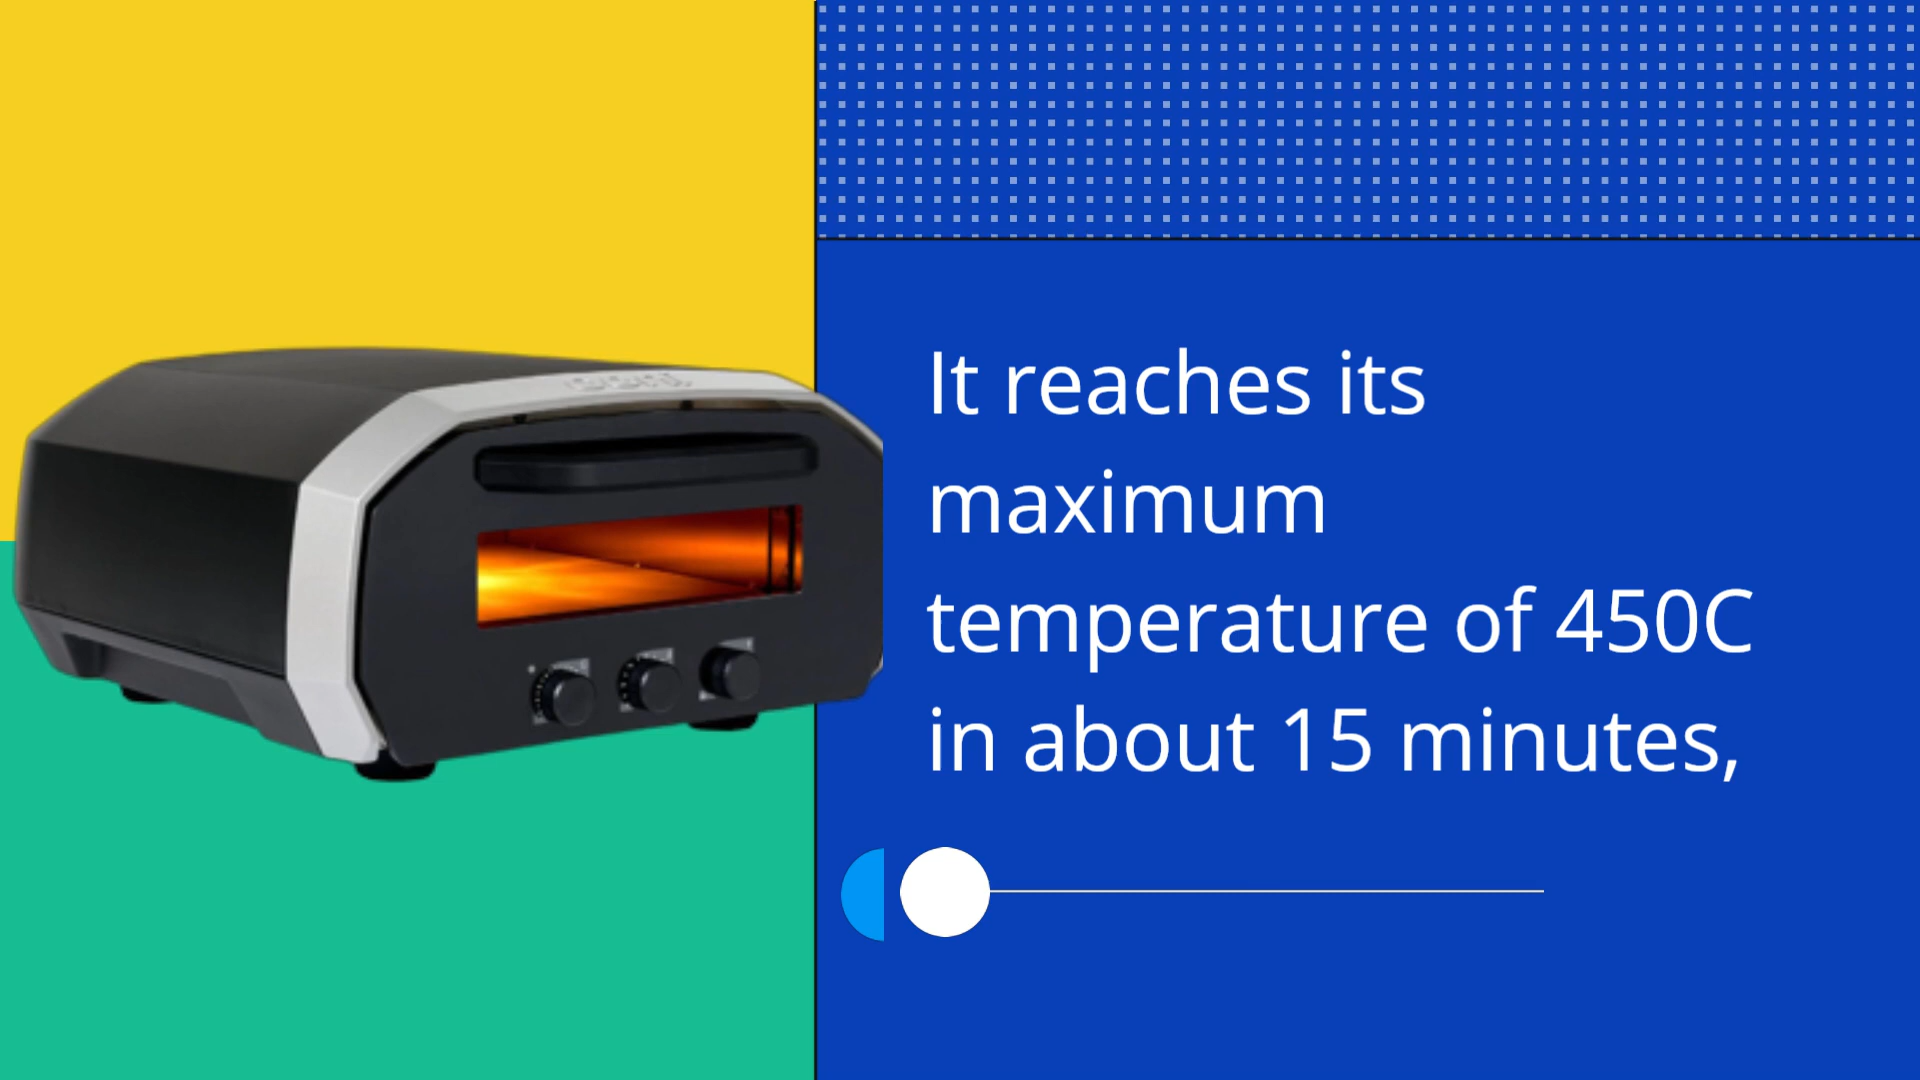 It reaches its
maximum
temperature of 450C
in about 15 minutes,